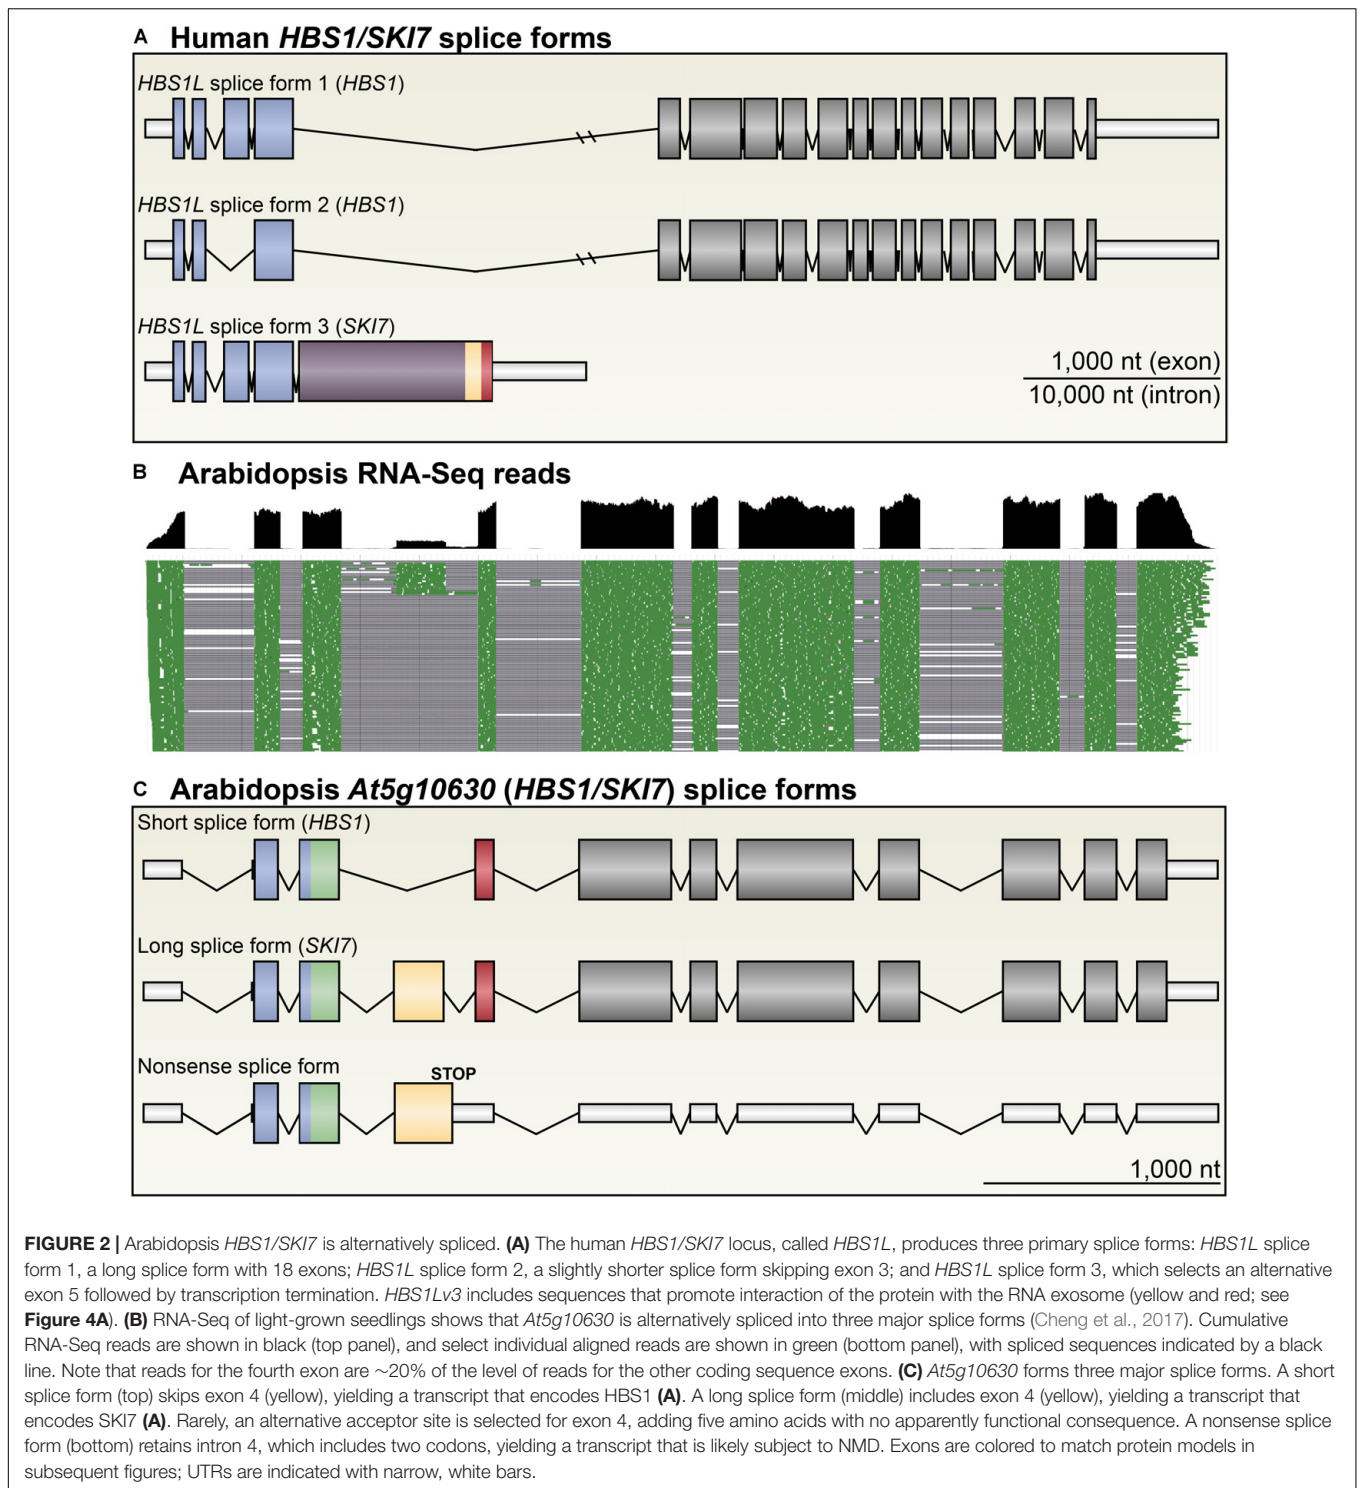 A Human HBS1/SKI7 splice forms
HBS1L splice form 1 (HBS1)
HBS1L splice form 2 (HBS1)
HBS1L splice form 3 (SKI7)
1,000 nt (exon)
10,000 nt (intron)
B Arabidopsis RNA-Seq reads
C Arabidopsis At5g10630 (HBS1/SKI7) splice forms
Short splice form (HBS1)
Long splice form (SKI7)
Nonsense splice form
STOP
1,000 nt
FIGURE 2 | Arabidopsis HBS1/SKI7 is alternatively spliced. (A) The human HBS1/SKI7 locus, called HBS1L, produces three primary splice forms: HBS1L splice
form 1, a long splice form with 18 exons; HBS1L splice form 2, a slightly shorter splice form skipping exon 3; and HBS1L splice form 3, which selects an alternative
exon 5 followed by transcription termination. HBS1Lv3 includes sequences that promote interaction of the protein with the RNA exosome (yellow and red; see
Figure 4A). (B) RNA-Seq of light-grown seedlings shows that At5g10630 is alternatively spliced into three major splice forms (Cheng et al., 2017). Cumulative
RNA-Seq reads are shown in black (top panel), and select individual aligned reads are shown in green (bottom panel), with spliced sequences indicated by a black
line. Note that reads for the fourth exon are ∼20% of the level of reads for the other coding sequence exons. (C) At5g10630 forms three major splice forms. A short
splice form (top) skips exon 4 (yellow), yielding a transcript that encodes HBS1 (A). A long splice form (middle) includes exon 4 (yellow), yielding a transcript that
encodes SKI7 (A). Rarely, an alternative acceptor site is selected for exon 4, adding five amino acids with no apparently functional consequence. A nonsense splice
form (bottom) retains intron 4, which includes two codons, yielding a transcript that is likely subject to NMD. Exons are colored to match protein models in
subsequent figures; UTRs are indicated with narrow, white bars.